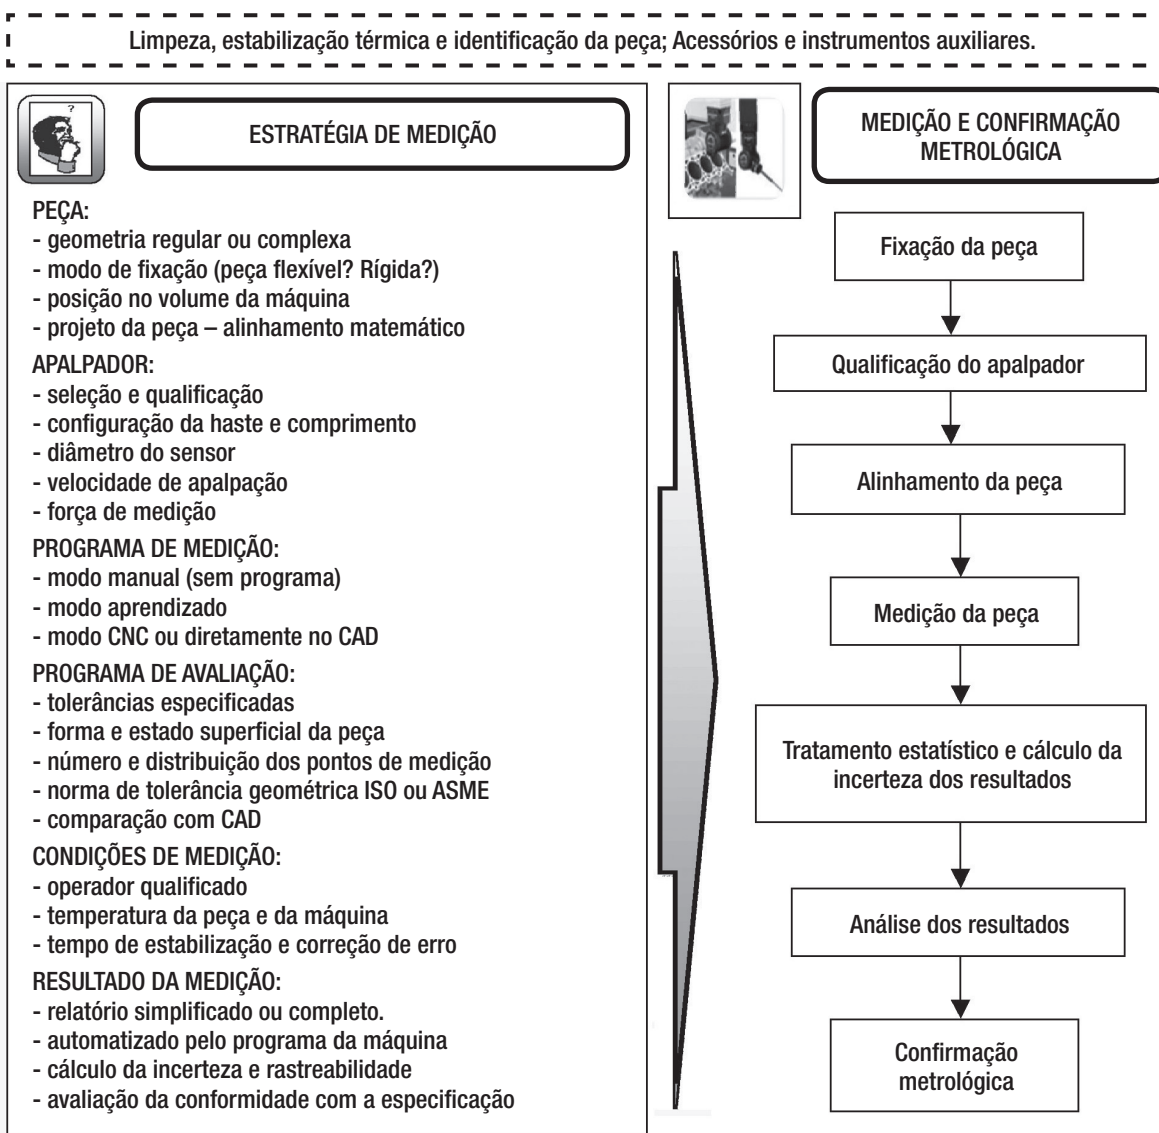 Limpeza, estabilização térmica e identificação da peça; Acessórios e instrumentos auxiliares.
?
ESTRATÉGIA DE MEDIÇÃO
PEÇA:
- geometria regular ou complexa
- modo de fixação (peça flexível? Rígida?)
- posição no volume da máquina
- projeto da peça – alinhamento matemático
APALPADOR:
- seleção e qualificação
- configuração da haste e comprimento
- diâmetro do sensor
- velocidade de apalpação
- força de medição
PROGRAMA DE MEDIÇÃO:
- modo manual (sem programa)
- modo aprendizado
- modo CNC ou diretamente no CAD
PROGRAMA DE AVALIAÇÃO:
- tolerâncias especificadas
- forma e estado superficial da peça
- número e distribuição dos pontos de medição
- norma de tolerância geométrica ISO ou ASME
- comparação com CAD
CONDIÇÕES DE MEDIÇÃO:
- operador qualificado
- temperatura da peça e da máquina
- tempo de estabilização e correção de erro
RESULTADO DA MEDIÇÃO:
- relatório simplificado ou completo.
- automatizado pelo programa da máquina
- cálculo da incerteza e rastreabilidade
- avaliação da conformidade com a especificação
MEDIÇÃO E CONFIRMAÇÃO
METROLÓGICA
Fixação da peça
Qualificação do apalpador
Alinhamento da peça
Medição da peça
Tratamento estatístico e cálculo da
incerteza dos resultados
Análise dos resultados
Confirmação
metrológica